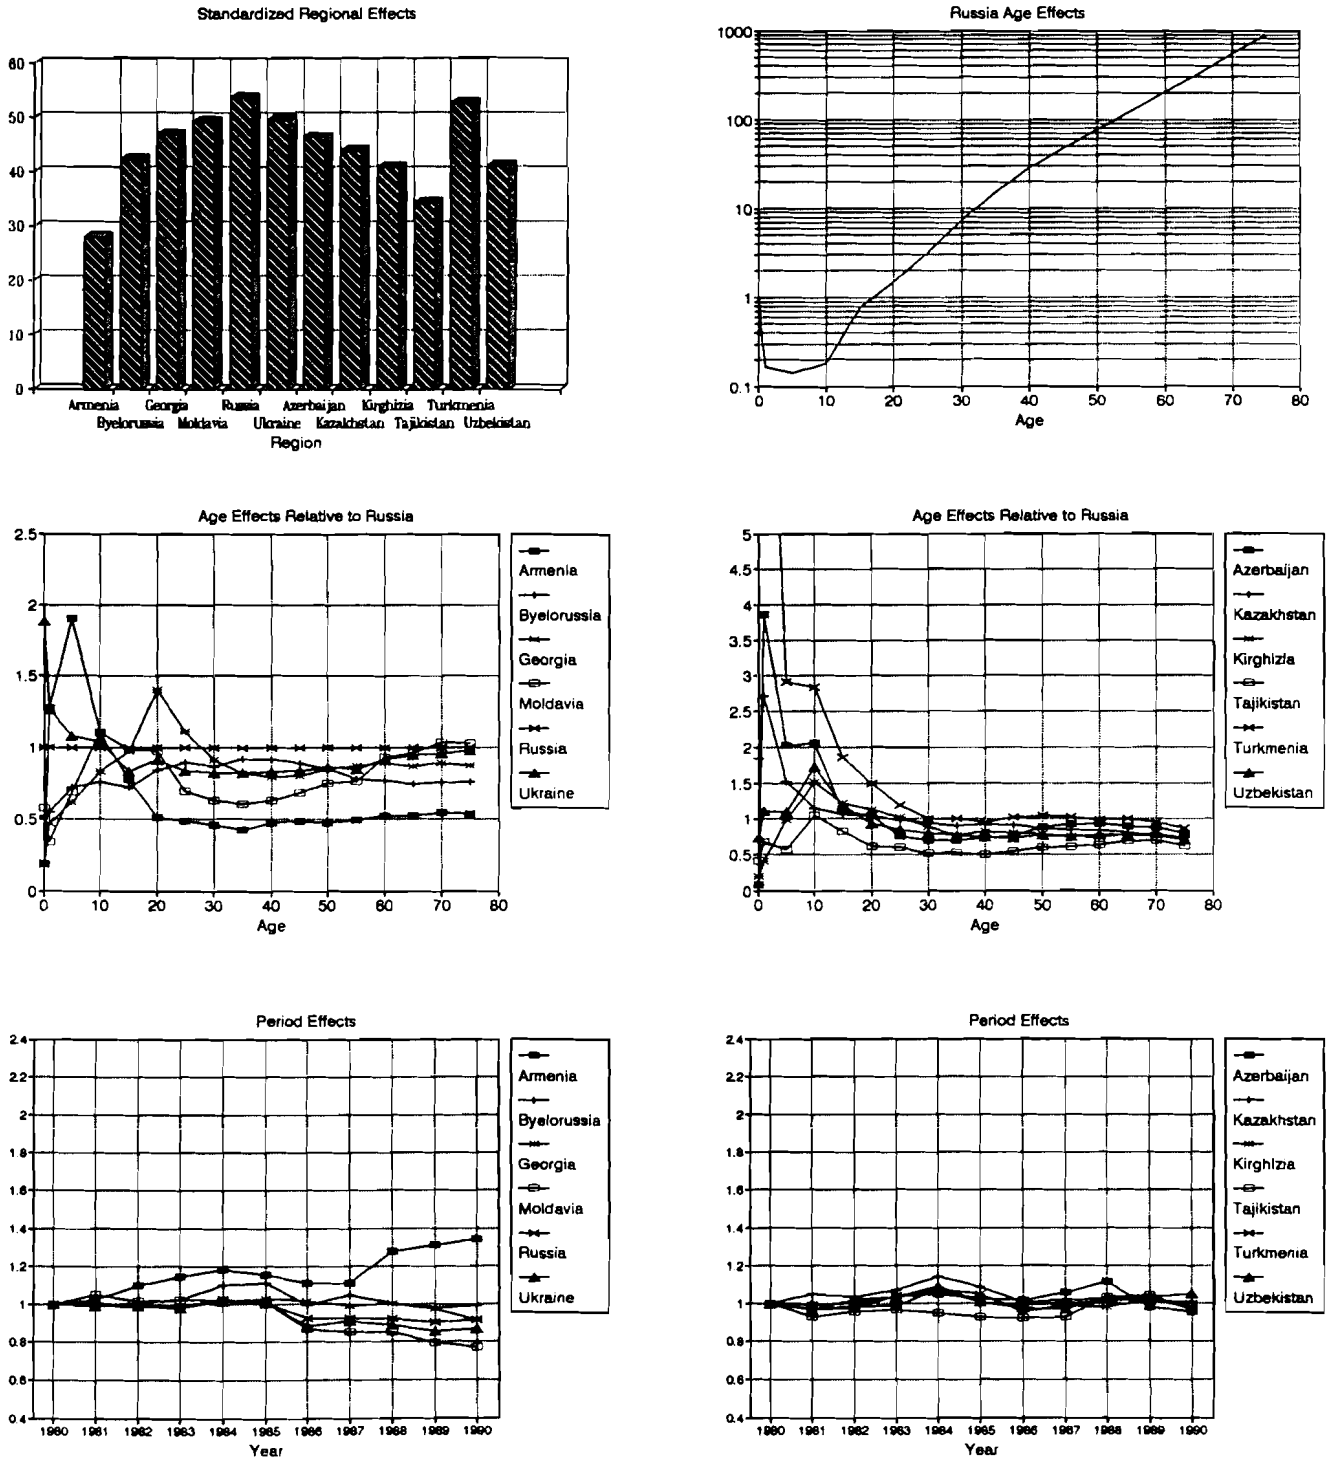 Standardized Regional Effects
60
50
40
30
20
10
0
Armenia Georgia Russia Azerbaijan Kirghizia Turkmenia
Byelorussia Moldavia Ukraine Kazakhstan Tajikistan Uzbekistan
Region
Russia Age Effects
1000
100
10
1
0.1
0 10 20 30 40 50 60 70 80
Age
Age Effects Relative to Russia
2.5
2
1.5
1
0.5
0
0 10 20 30 40 50 60 70 80
Age
Armenia
Byelorussia
Georgia
Moldavia
Russia
Ukraine
Age Effects Relative to Russia
5
4.5
4
3.5
3
2.5
2
1.5
1
0.5
0
0 10 20 30 40 50 60 70 80
Age
Azerbaijan
Kazakhstan
Kirghizia
Tajikistan
Turkmenia
Uzbekistan
Period Effects
2.4
2.2
2
1.8
1.6
1.4
1.2
1
0.8
0.6
0.4
1980 1981 1982 1983 1984 1985 1986 1987 1988 1989 1990
Year
Armenia
Byelorussia
Georgia
Moldavia
Russia
Ukraine
Period Effects
2.4
2.2
2
1.8
1.6
1.4
1.2
1
0.8
0.6
0.4
1980 1981 1982 1983 1984 1985 1986 1987 1988 1989 1990
Year
Azerbaijan
Kazakhstan
Kirghizia
Tajikistan
Turkmenia
Uzbekistan